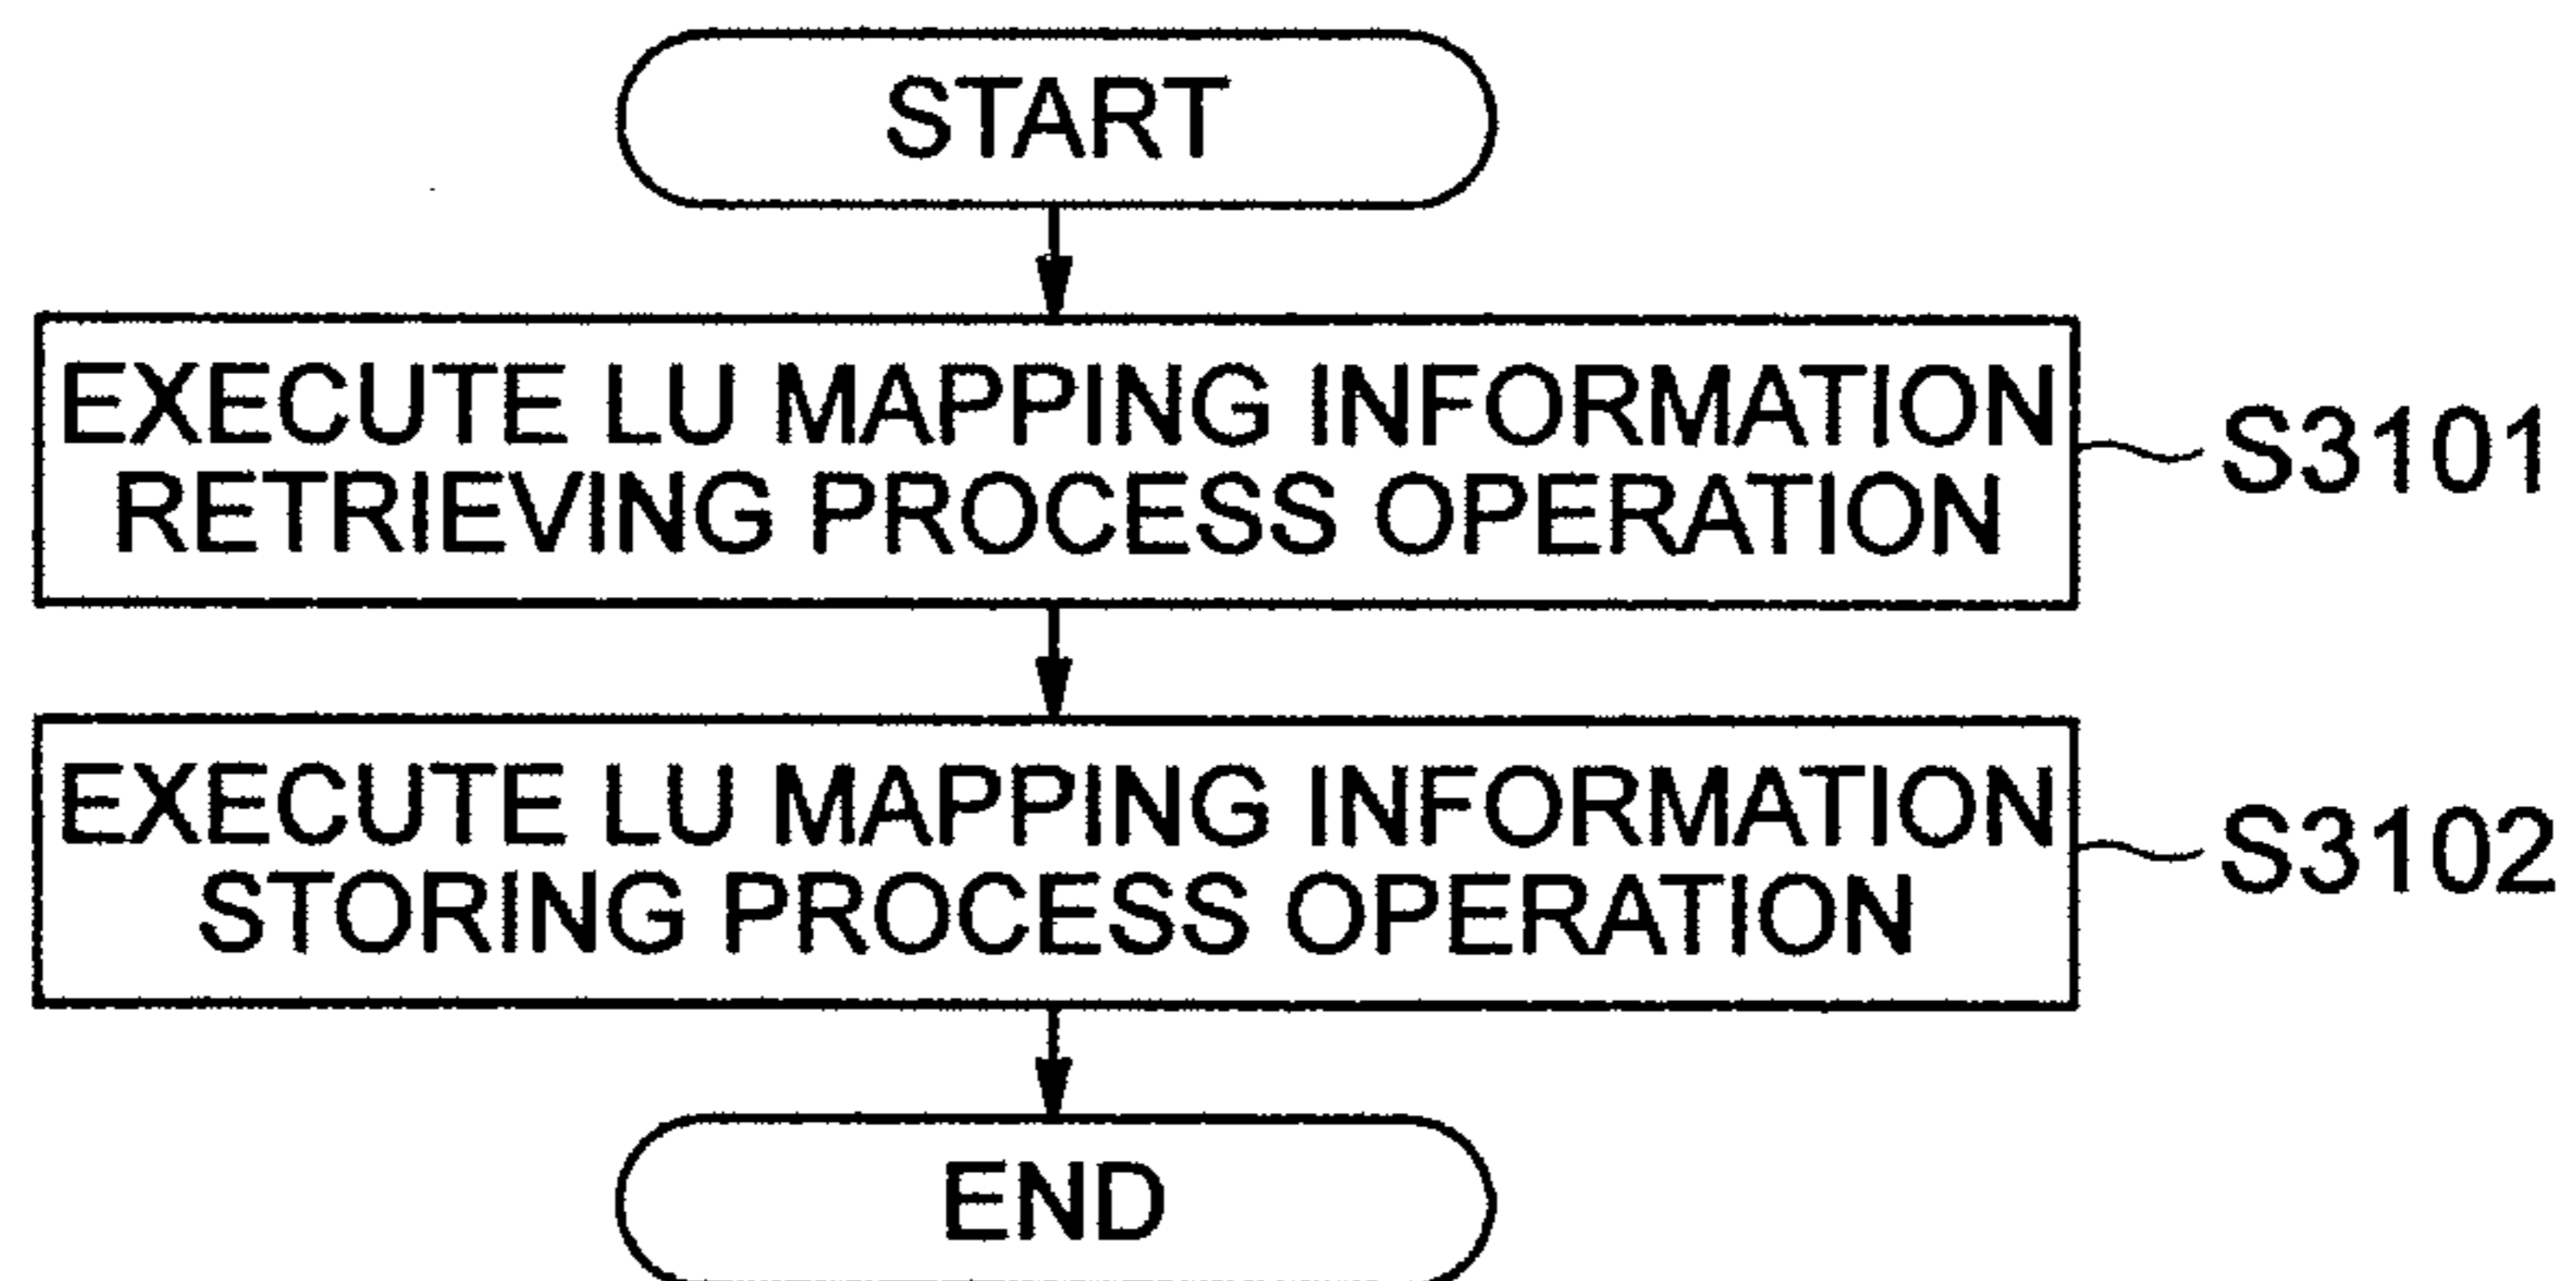 START
EXECUTE LU MAPPING INFORMATION
RETRIEVING PROCESS OPERATION
S3101
EXECUTE LU MAPPING INFORMATION
STORING PROCESS OPERATION
S3102
END